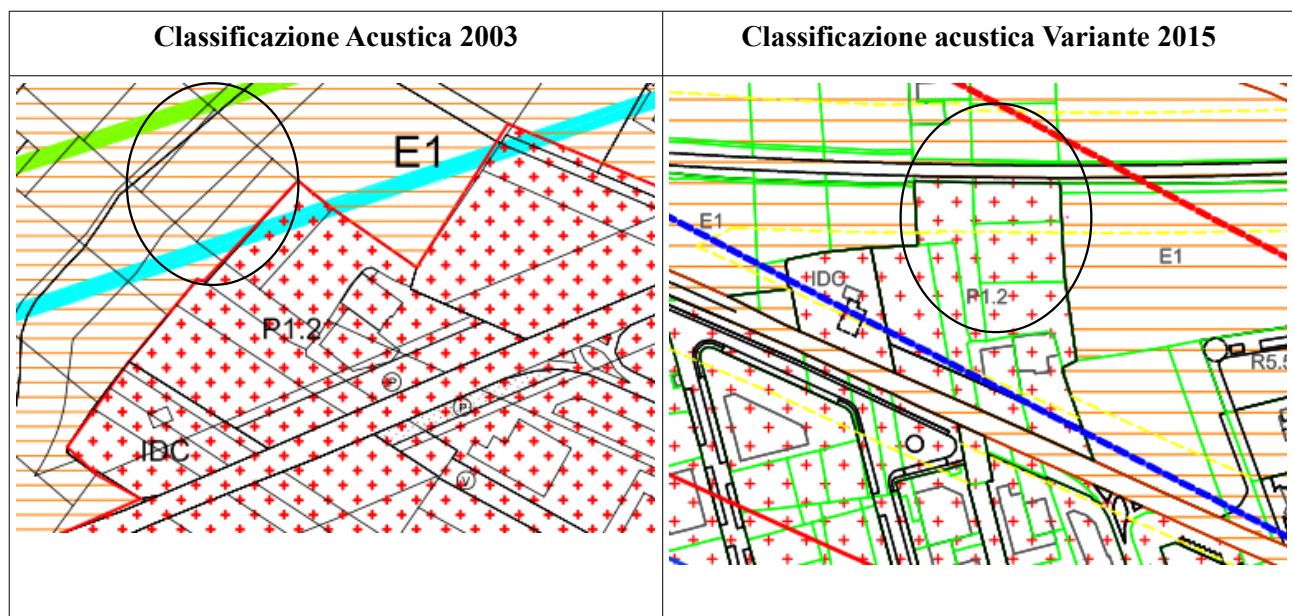 Classificazione Acustica 2003
Classificazione acustica Variante 2015
E1
P1.2
P
P
IDC
V
E1
IDC
E1
P1.2
R5.5